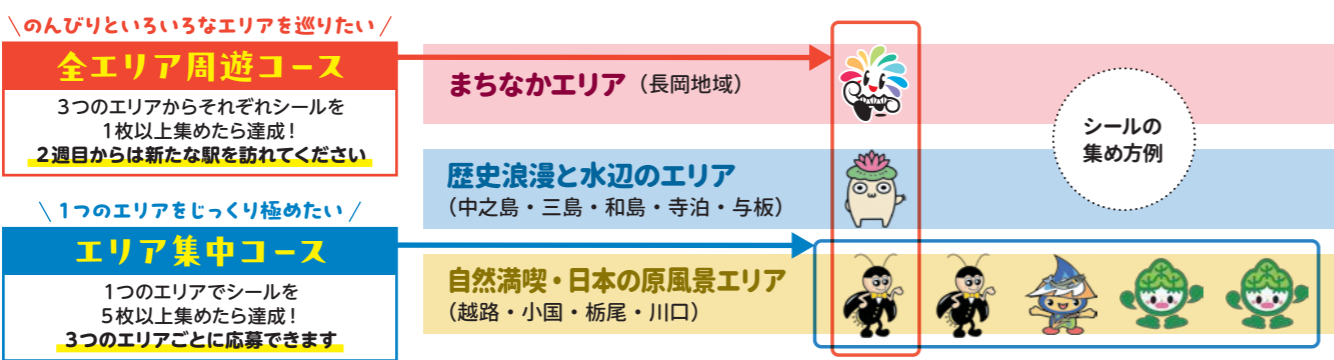 のんびりといろいろなエリアを巡りたい
全エリア周遊コース
3つのエリアからそれぞれシールを
1枚以上集めたら達成！
2週目からは新たな駅を訪れてください
1つのエリアをじっくり極めたい
エリア集中コース
1つのエリアでシールを
5枚以上集めたら達成！
3つのエリアごとに応募できます
まちなかエリア（長岡地域）
歴史浪漫と水辺のエリア
（中之島・三島・和島・寺泊・与板）
自然満喫・日本の原風景エリア
（越路・小国・栃尾・川口）
シールの
集め方例